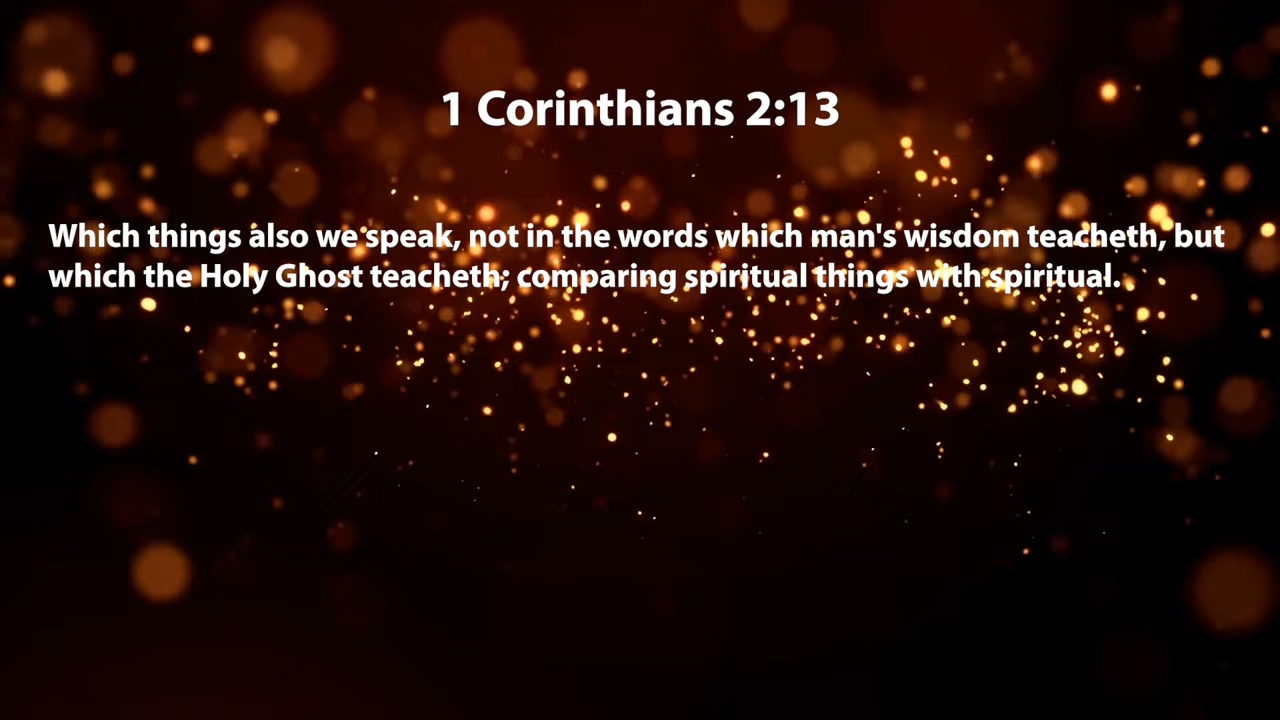 1 Corinthians 2:13
Which things also we speak, not in the words which man's wisdom teacheth, but
which the Holy Ghost teacheth; comparing spiritual things with spiritual.